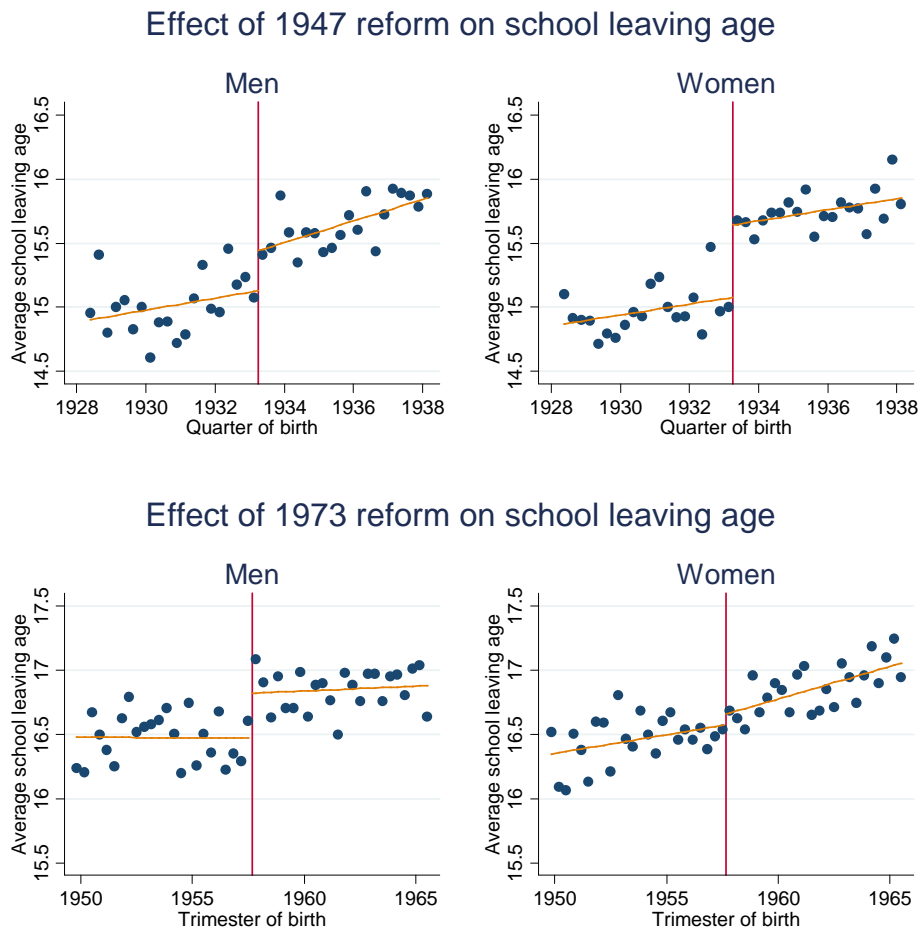 Effect of 1947 reform on school leaving age
Men
Average school leaving age
16.5
16
15.5
15
14.5
1928 1930 1932 1934 1936 1938
Quarter of birth
Women
Average school leaving age
16.5
16
15.5
15
14.5
1928 1930 1932 1934 1936 1938
Quarter of birth
Effect of 1973 reform on school leaving age
Men
Average school leaving age
17.5
17
16.5
16
15.5
1950 1955 1960 1965
Trimester of birth
Women
Average school leaving age
17.5
17
16.5
16
15.5
1950 1955 1960 1965
Trimester of birth